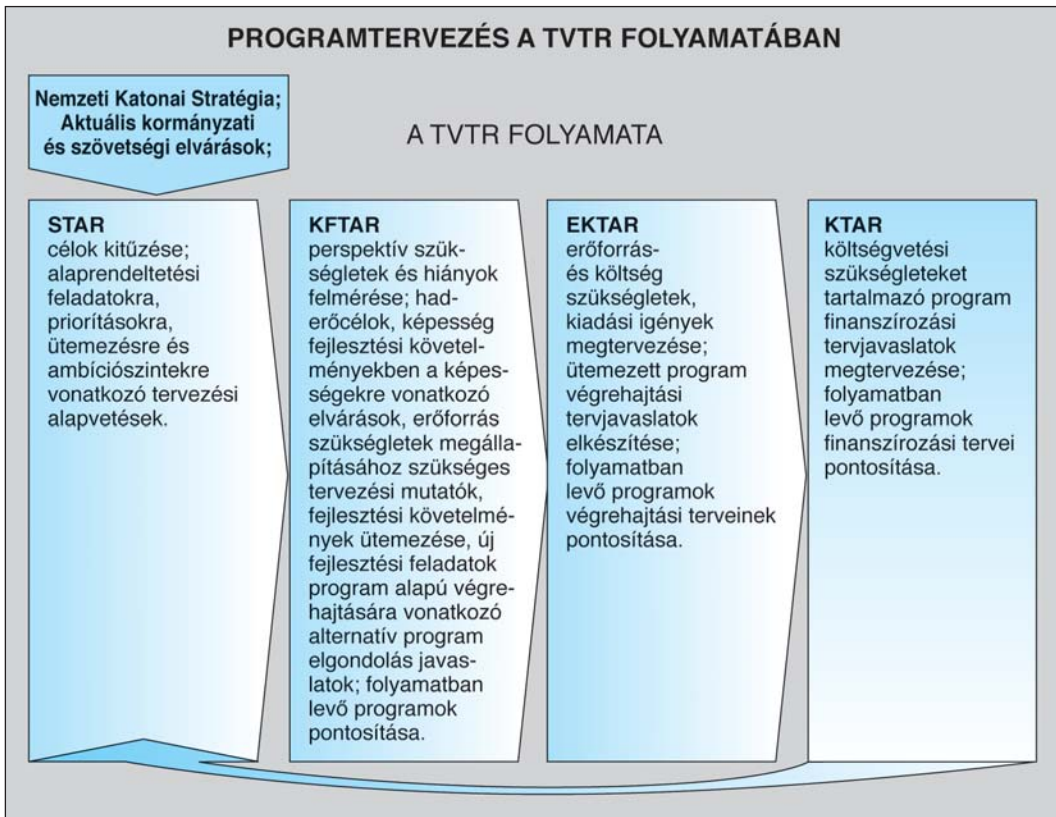 PROGRAMTERVEZÉS A TVTR FOLYAMATÁBAN
Nemzeti Katonai Stratégia;
Aktuális kormányzati
és szövetségi elvárások;
A TVTR FOLYAMATA
STAR
célok kitűzése;
alaprendeltetési
feladatokra,
priorításokra,
ütemezésre és
ambíciószintekre
vonatkozó tervezési
alapvetések.
KFTAR
perspektív szük-
ségletek és hiányok
felmérése; had-
erőcélok, képesség
fejlesztési követel-
ményekben a képes-
ségekre vonatkozó
elvárások, erőforrás
szükségletek megálla-
pításához szükséges
tervezési mutatók,
fejlesztési követelmé-
nyek ütemezése, új
fejlesztési feladatok
program alapú végre-
hajtására vonatkozó
alternatív program
elgondolás javas-
latok; folyamatban
levő programok
pontosítása.
EKTAR
erőforrás-
és költség
szükségletek,
kiadási igények
megtervezése;
ütemezett program
végrehajtási
tervjavaslatok
elkészítése;
folyamatban
levő programok
végrehajtási terveinek
pontosítása.
KTAR
költségvetési
szükségleteket
tartalmazó program
finanszírozási
tervjavaslatok
megtervezése;
folyamatban
levő programok
finanszírozási tervei
pontosítása.